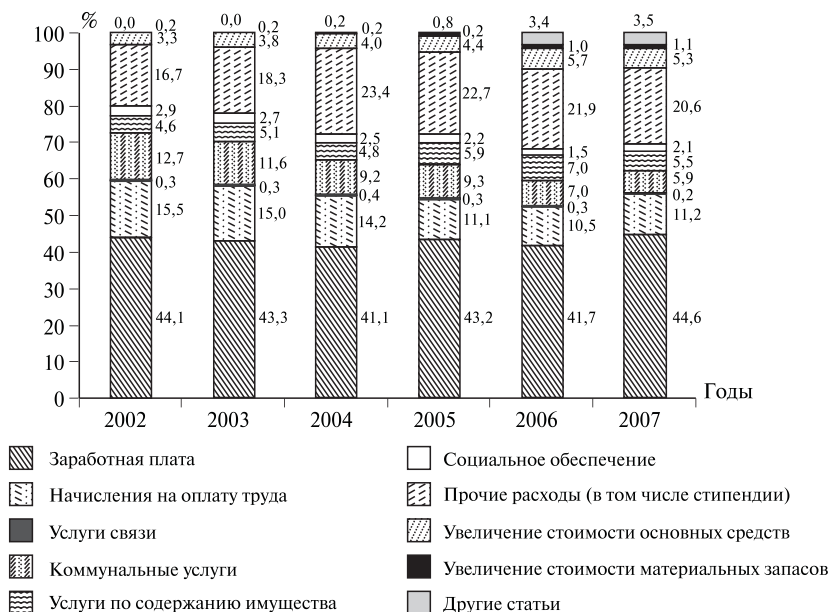 %
0,0 0,0 0,2 0,8 3,4 3,5
100 0,2 0,2 0,2 0,2 1,0 1,1
3,3 3,8 4,0 4,4 5,7 5,3
90
16,7 18,3 23,4 22,7 21,9 20,6
80
2,9 2,7 2,5 2,2 1,5 2,1
70
4,6 5,1 4,8 5,9 7,0 5,5
12,7 11,6 9,2 9,3 7,0 5,9
60
0,3 0,3 0,4 0,3 0,3 0,2
50
15,5 15,0 14,2 11,1 10,5 11,2
40
30
44,1 43,3 41,1 43,2 41,7 44,6
20
10
0
Годы
2002 2003 2004 2005 2006 2007
Заработная плата
Начисления на оплату труда
Услуги связи
Коммунальные услуги
Услуги по содержанию имущества
Социальное обеспечение
Прочие расходы (в том числе стипендии)
Увеличение стоимости основных средств
Увеличение стоимости материальных запасов
Другие статьи